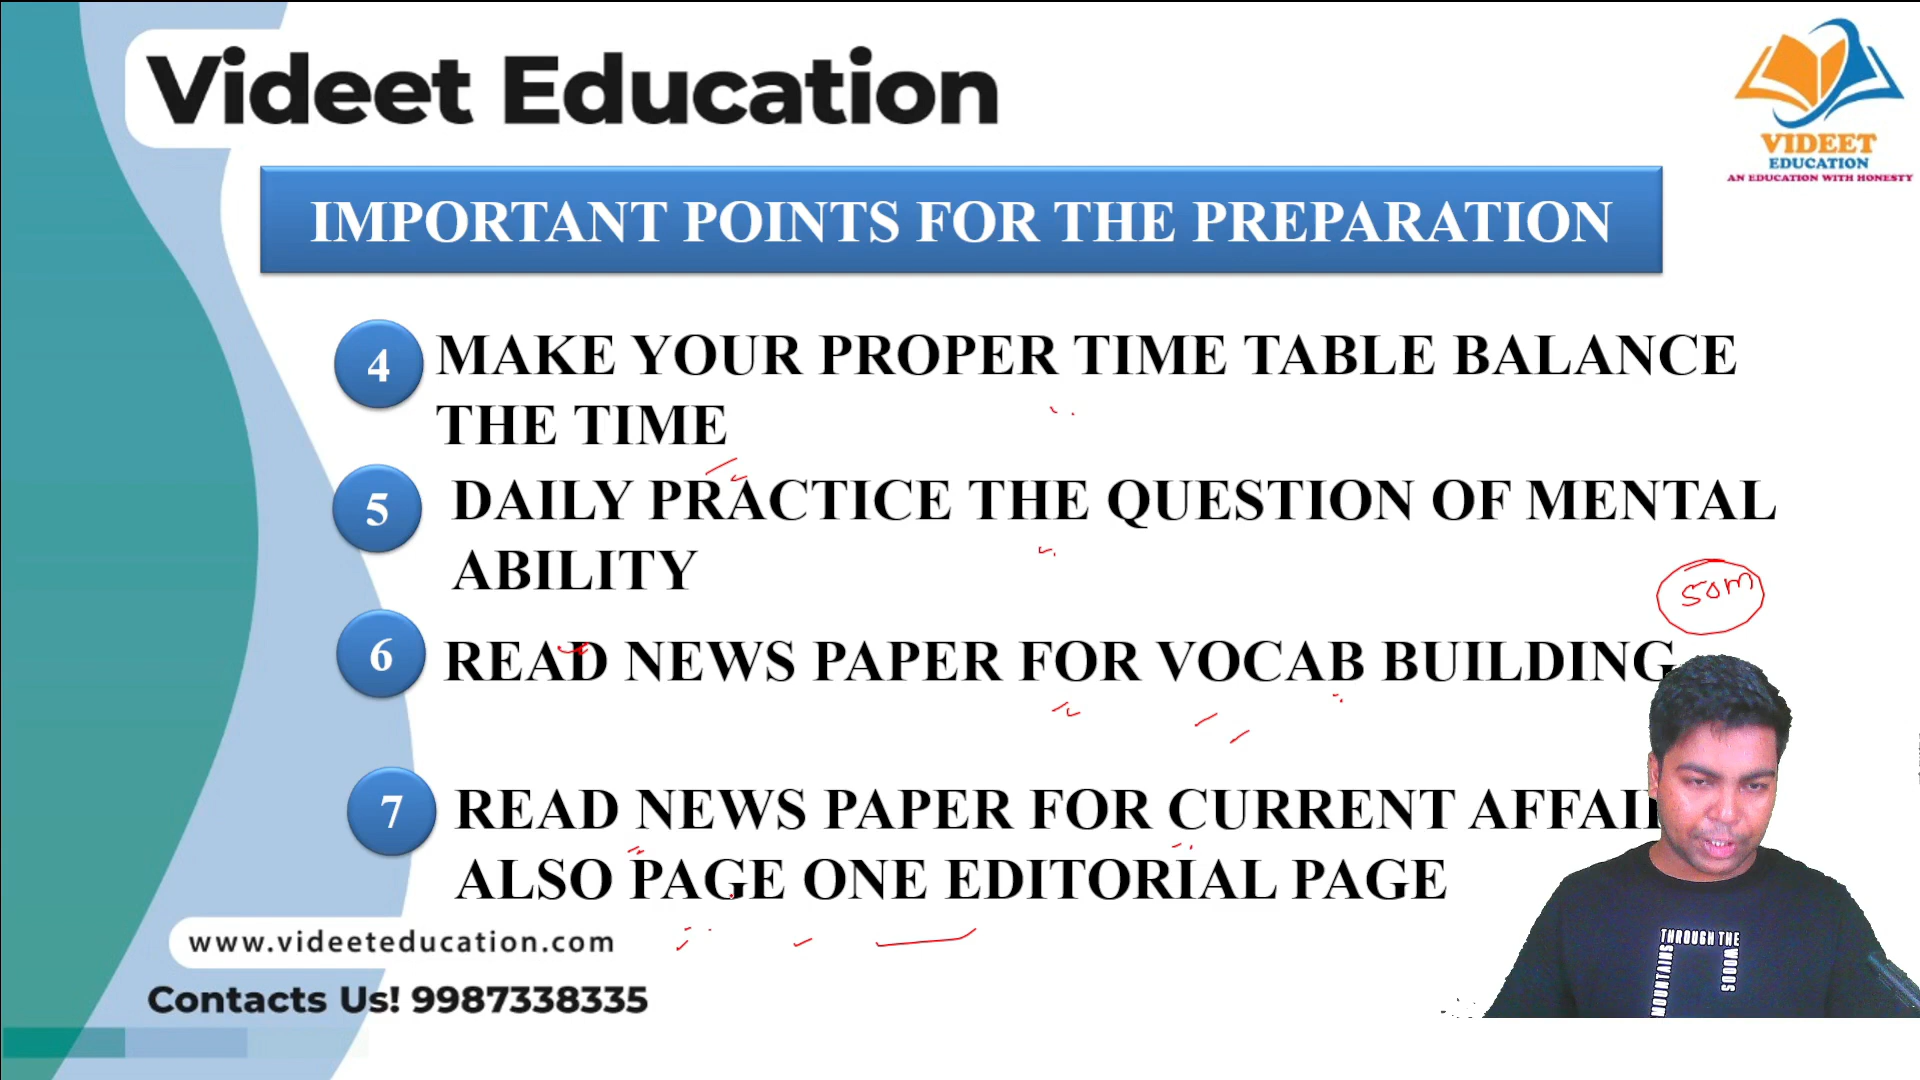 Videet Education
VIDEET
EDUCATION
AN EDUCATION WITH HONESTY
IMPORTANT POINTS FOR THE PREPARATION
4 MAKE YOUR PROPER TIME TABLE BALANCE
THE TIME
5 DAILY PRACTICE THE QUESTION OF MENTAL
ABILITY
50m
6 READ NEWS PAPER FOR VOCAB BUILDING
7 READ NEWS PAPER FOR CURRENT AFFAI
ALSO PAGE ONE EDITORIAL PAGE
www.videeteducation.com
Contacts Us! 9987338335
MOUNTAINS
THROUGH THE
WOODS